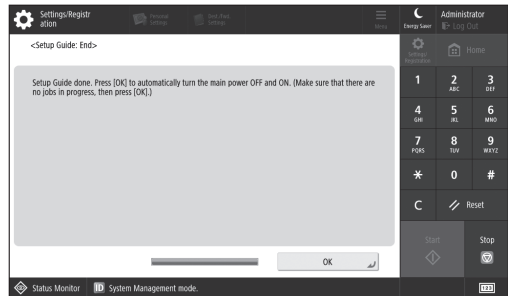 Settings/Registr
ation
Personal
Settings
Dest./Fwd.
Settings
Menu
Energy Saver
Administrator
Log Out
<Setup Guide: End>
Settings/
Registration
Home
Setup Guide done. Press [OK] to automatically turn the main power OFF and ON. (Make sure that there are
no jobs in progress, then press [OK].)
1
2
ABC
3
DEF
4
GHI
5
JKL
6
MNO
7
PQRS
8
TUV
9
WXYZ
*
0
#
C
Reset
Start
Stop
OK
Status Monitor
ID System Management mode.
123